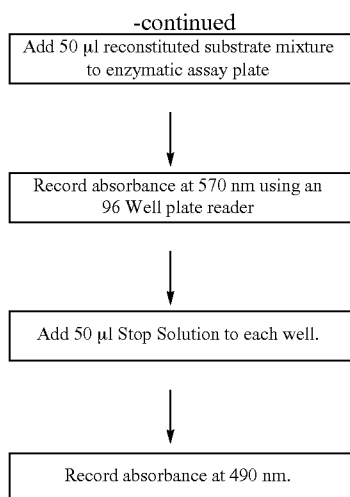 -continued
Add 50 µl reconstituted substrate mixture
to enzymatic assay plate
Record absorbance at 570 nm using an
96 Well plate reader
Add 50 µl Stop Solution to each well.
Record absorbance at 490 nm.